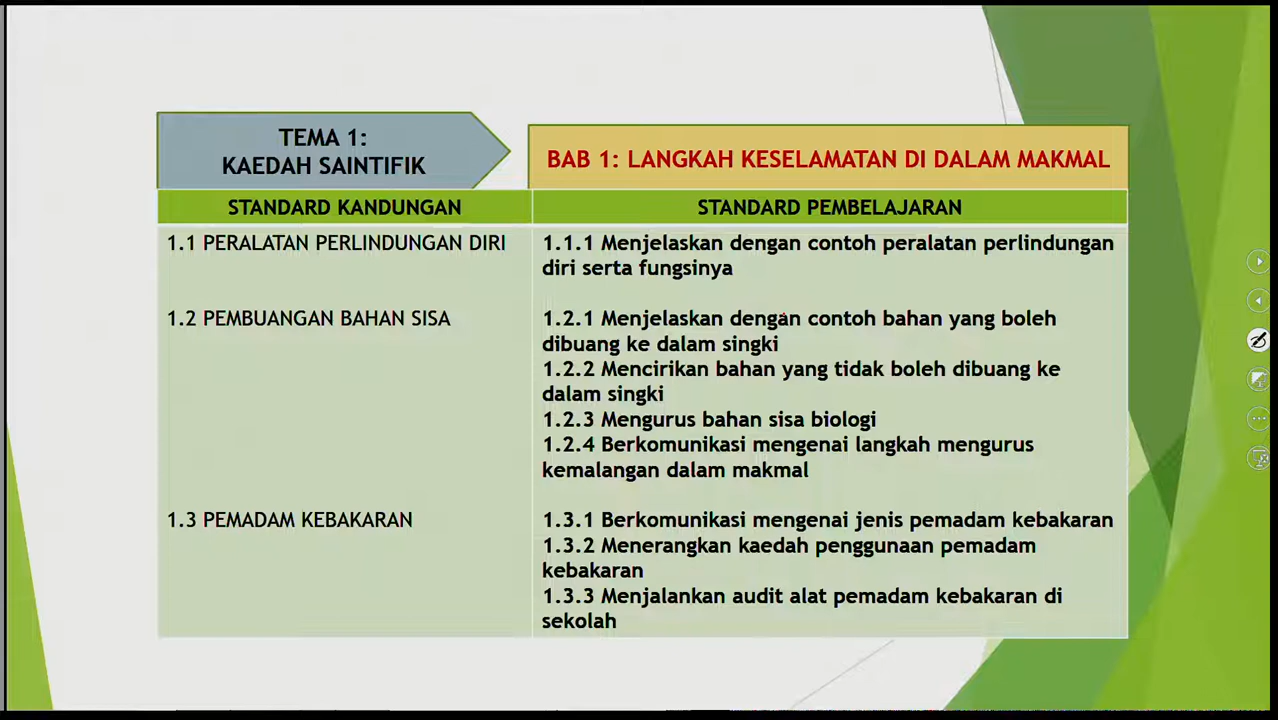 TEMA 1:
KAEDAH SAINTIFIK
BAB 1: LANGKAH KESELAMATAN DI DALAM MAKMAL
STANDARD KANDUNGAN
STANDARD PEMBELAJARAN
1.1 PERALATAN PERLINDUNGAN DIRI
1.1.1 Menjelaskan dengan contoh peralatan perlindungan
diri serta fungsinya
1.2 PEMBUANGAN BAHAN SISA
1.2.1 Menjelaskan dengan contoh bahan yang boleh
dibuang ke dalam singki
1.2.2 Mencirikan bahan yang tidak boleh dibuang ke
dalam singki
1.2.3 Mengurus bahan sisa biologi
1.2.4 Berkomunikasi mengenai langkah mengurus
kemalangan dalam makmal
1.3 PEMADAM KEBAKARAN
1.3.1 Berkomunikasi mengenai jenis pemadam kebakaran
1.3.2 Menerangkan kaedah penggunaan pemadam
kebakaran
1.3.3 Menjalankan audit alat pemadam kebakaran di
sekolah